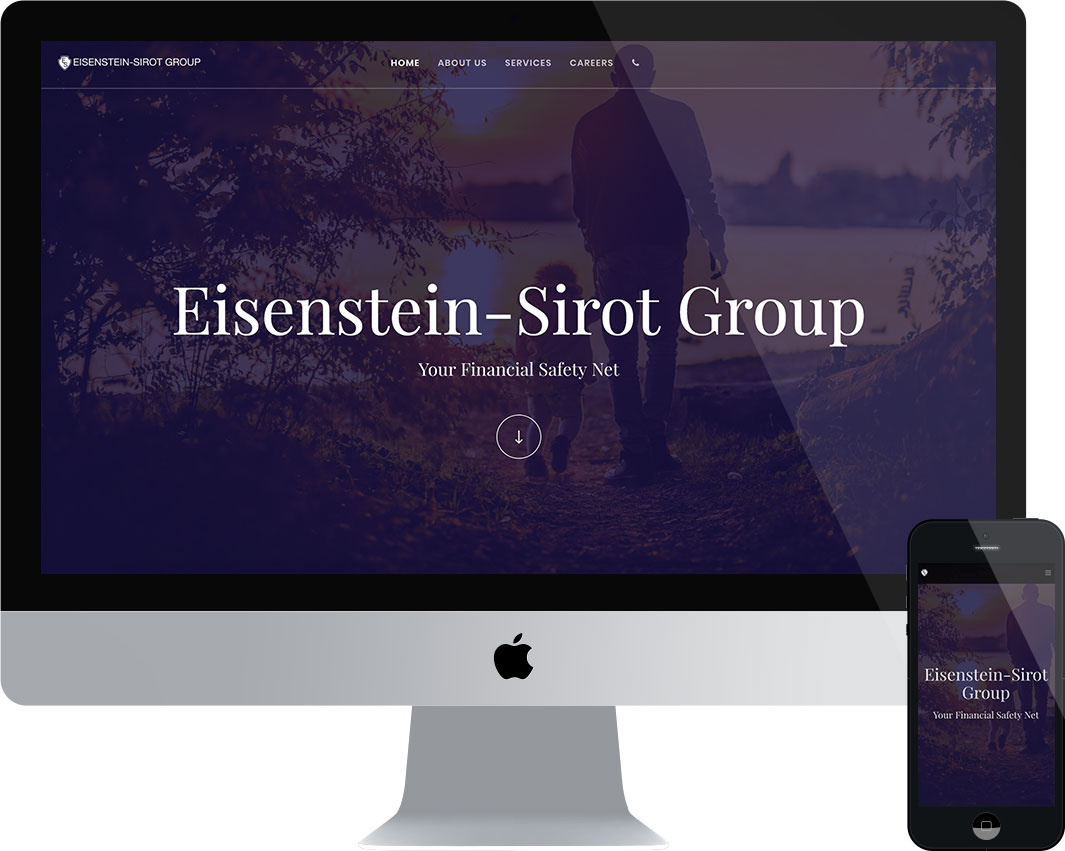 EISENSTEIN-SIROT GROUP
HOME ABOUT US SERVICES CAREERS
Eisenstein-Sirot Group
Your Financial Safety Net
Eisenstein-Sirot
Group
Your Financial Safety Net